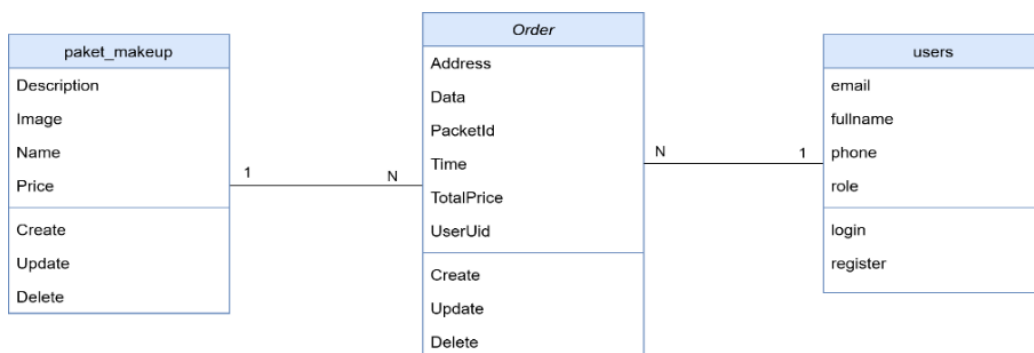 paket_makeup
Description
Image
Name
Price
Create
Update
Delete
1
N
Order
Address
Data
PacketId
Time
TotalPrice
UserUid
Create
Update
Delete
N
1
users
email
fullname
phone
role
login
register